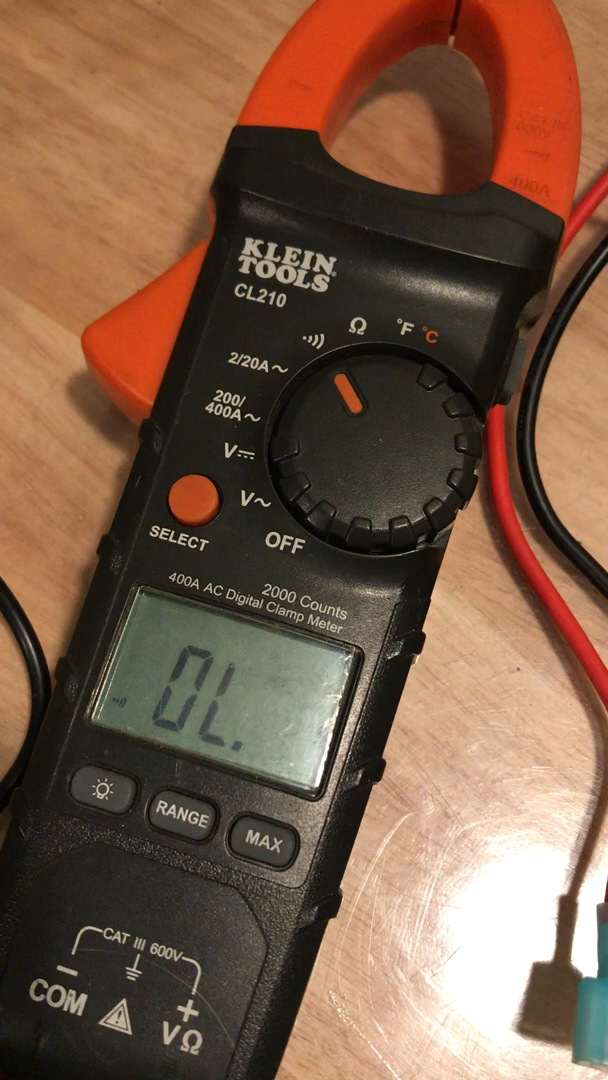 KLEIN
TOOLS
CL210
Ω
°F °C
2/20A~
200/
400A~
V⎓
V~
OFF
SELECT
2000 Counts
400A AC Digital Clamp Meter
0L.
RANGE
MAX
CAT III 600V
−
+
COM
VΩ